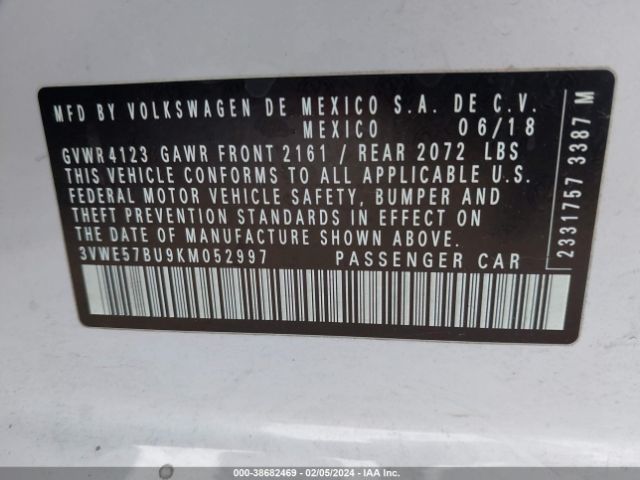 MFD BY VOLKSWAGEN DE MEXICO S.A. DE C.V.
MEXICO 06/18
GVWR 4123 GAWR FRONT 2161 / REAR 2072 LBS
THIS VEHICLE CONFORMS TO ALL APPLICABLE U.S.
FEDERAL MOTOR VEHICLE SAFETY, BUMPER AND
THEFT PREVENTION STANDARDS IN EFFECT ON
THE DATE OF MANUFACTURE SHOWN ABOVE.
3VWE57BU9KM052997 PASSENGER CAR
2331757 3387 M
000-38682469 - 02/05/2024 - IAA Inc.